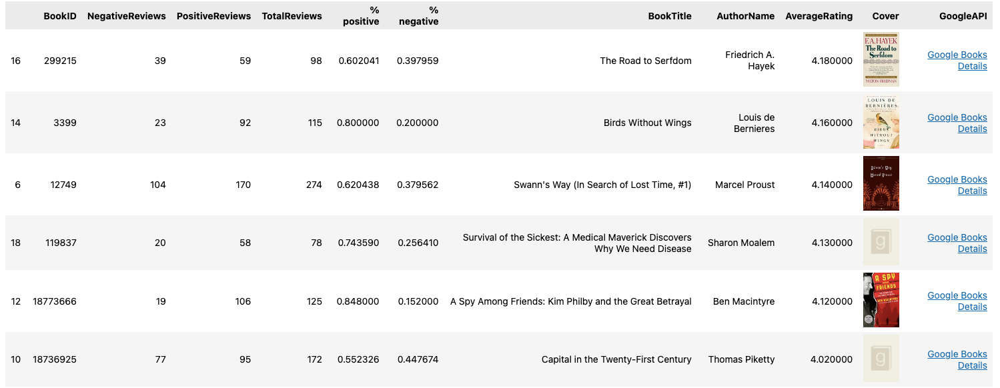 BookID NegativeReviews PositiveReviews TotalReviews % positive % negative BookTitle AuthorName AverageRating Cover GoogleAPI
16 299215 39 59 98 0.602041 0.397959 The Road to Serfdom Friedrich A. Hayek 4.180000 Google Books Details
F.A. HAYEK
The Road to
Serfdom
MILTON FRIEDMAN
14 3399 23 92 115 0.800000 0.200000 Birds Without Wings Louis de Bernieres 4.160000 Google Books Details
LOUIS DE
BERNIÈRES
BIRDS
WITHOUT
WINGS
6 12749 104 170 274 0.620438 0.379562 Swann's Way (In Search of Lost Time, #1) Marcel Proust 4.140000 Google Books Details
Swann's Way
Marcel Proust
18 119837 20 58 78 0.743590 0.256410 Survival of the Sickest: A Medical Maverick Discovers Why We Need Disease Sharon Moalem 4.130000 Google Books Details
g
12 18773666 19 106 125 0.848000 0.152000 A Spy Among Friends: Kim Philby and the Great Betrayal Ben Macintyre 4.120000 Google Books Details
A SPY
FRIENDS
BEN MACINTYRE
10 18736925 77 95 172 0.552326 0.447674 Capital in the Twenty-First Century Thomas Piketty 4.020000 Google Books Details
g